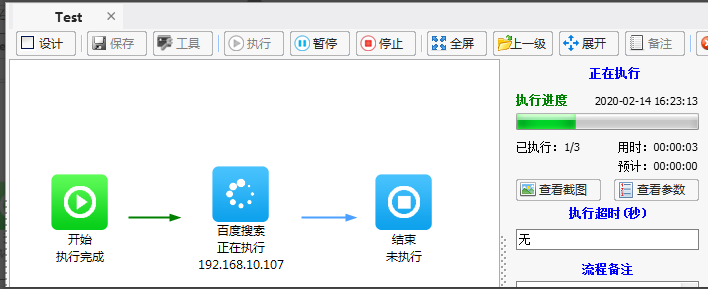 Test
设计 保存 工具 执行 暂停 停止 全屏 上一级 展开 备注
正在执行
执行进度 2020-02-14 16:23:13
已执行: 1/3 用时: 00:00:03
预计: 00:00:00
查看截图 查看参数
执行超时(秒)
无
流程备注
开始
执行完成
百度搜索
正在执行
192.168.10.107
结束
未执行